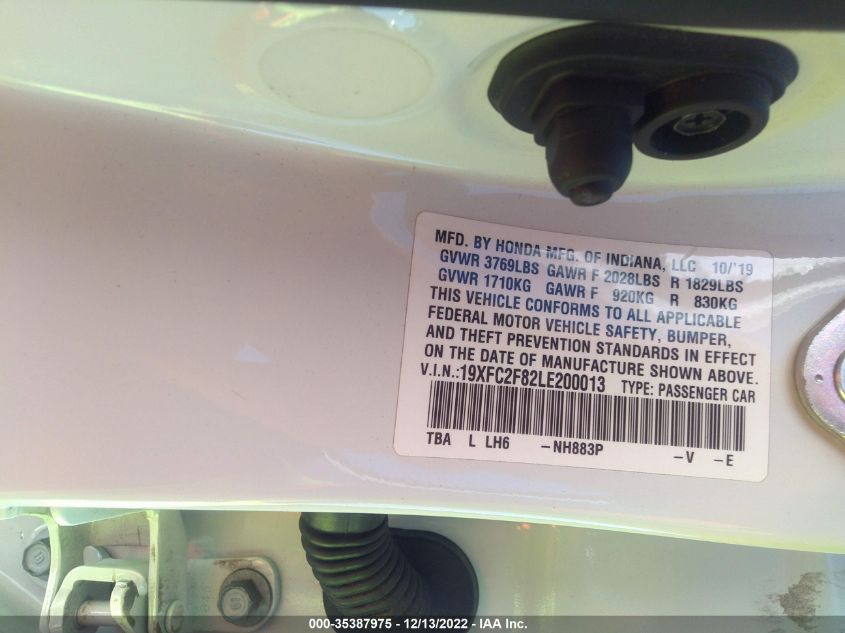 MFD. BY HONDA MFG. OF INDIANA, LLC 10/'19
GVWR 3769LBS GAWR F 2028LBS R 1829LBS
GVWR 1710KG GAWR F 920KG R 830KG
THIS VEHICLE CONFORMS TO ALL APPLICABLE
FEDERAL MOTOR VEHICLE SAFETY, BUMPER,
AND THEFT PREVENTION STANDARDS IN EFFECT
ON THE DATE OF MANUFACTURE SHOWN ABOVE.
V.I.N.:19XFC2F82LE200013 TYPE: PASSENGER CAR
TBA L LH6 -NH883P -V -E
000-35387975 - 12/13/2022 - IAA Inc.